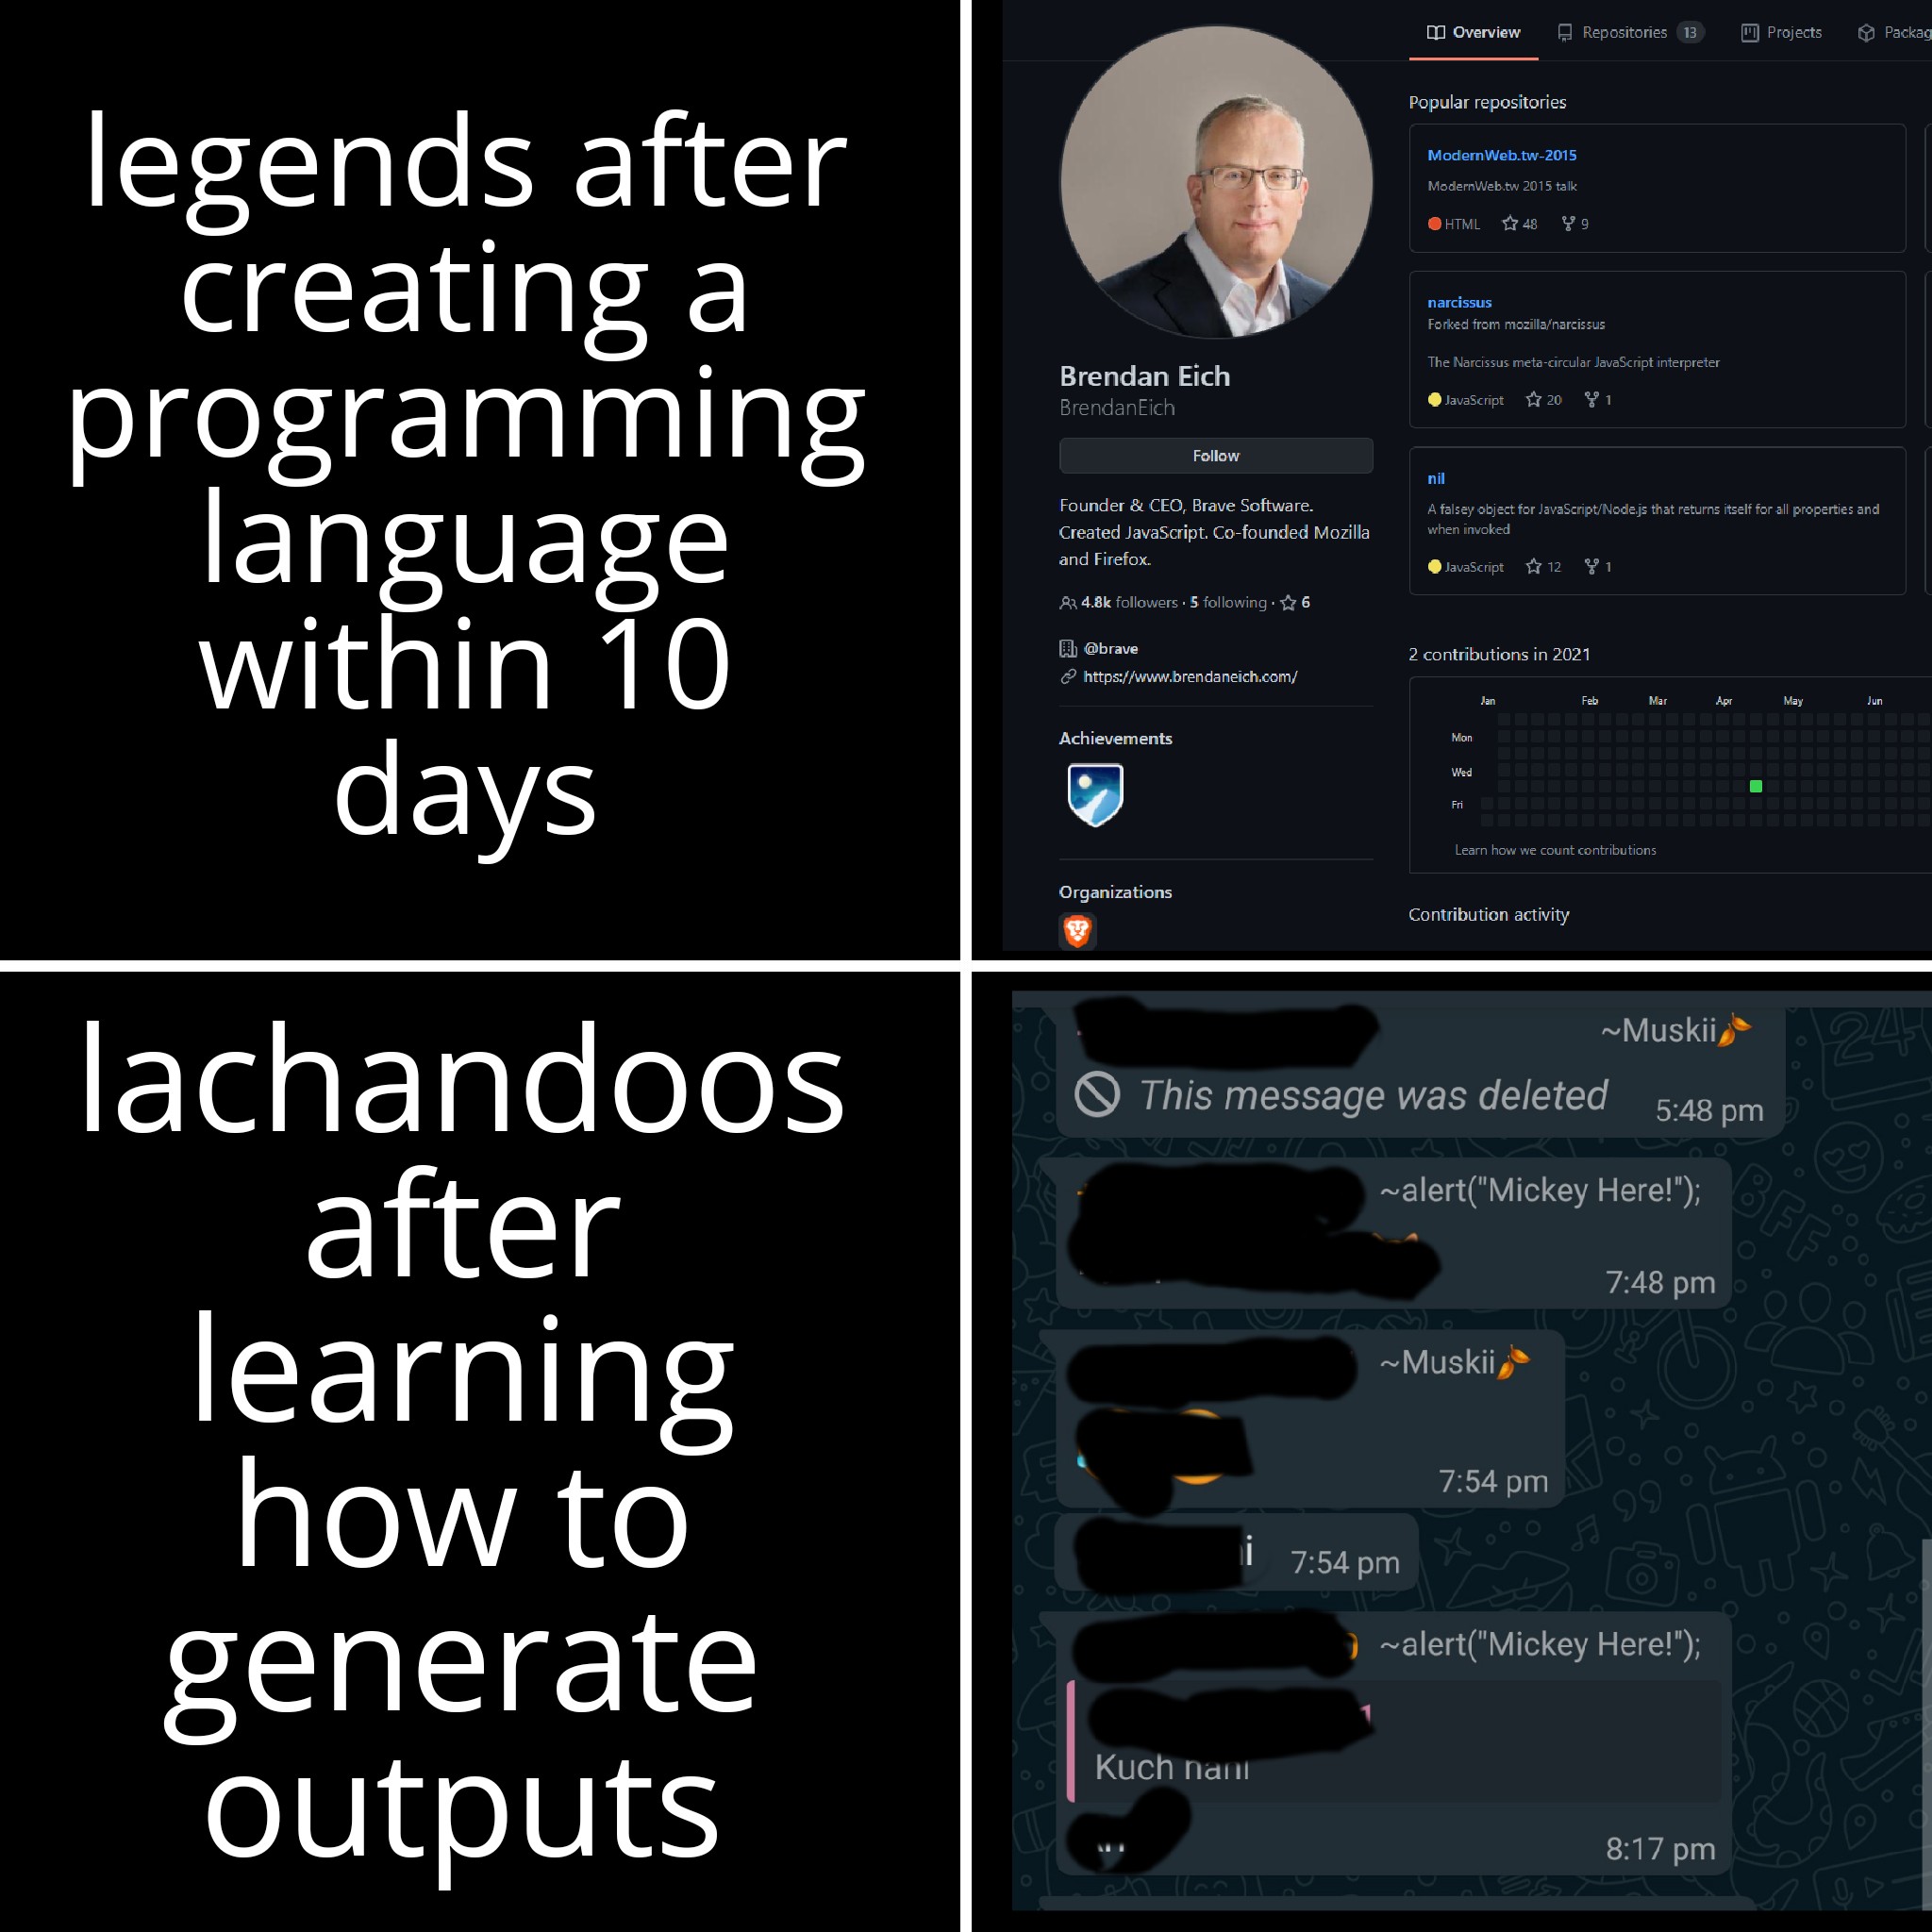 legends after
creating a
programming
language
within 10
days
Overview
Repositories 13
Projects
Packag
Popular repositories
ModernWeb.tw-2015
ModernWeb.tw 2015 talk
HTML 48 9
narcissus
Forked from mozilla/narcissus
The Narcissus meta-circular JavaScript interpreter
JavaScript 20 1
nil
A falsey object for JavaScript/Node.js that returns itself for all properties and
when invoked
JavaScript 12 1
Brendan Eich
BrendanEich
Follow
Founder & CEO, Brave Software.
Created JavaScript. Co-founded Mozilla
and Firefox.
4.8k followers · 5 following · 6
@brave
https://www.brendaneich.com/
Achievements
Organizations
2 contributions in 2021
Jan Feb Mar Apr May Jun
Mon
Wed
Fri
Learn how we count contributions
Contribution activity
lachandoos
after
learning
how to
generate
outputs
~Muskii
This message was deleted 5:48 pm
~alert("Mickey Here!");
7:48 pm
~Muskii
7:54 pm
7:54 pm
~alert("Mickey Here!");
Kuch nahi
8:17 pm